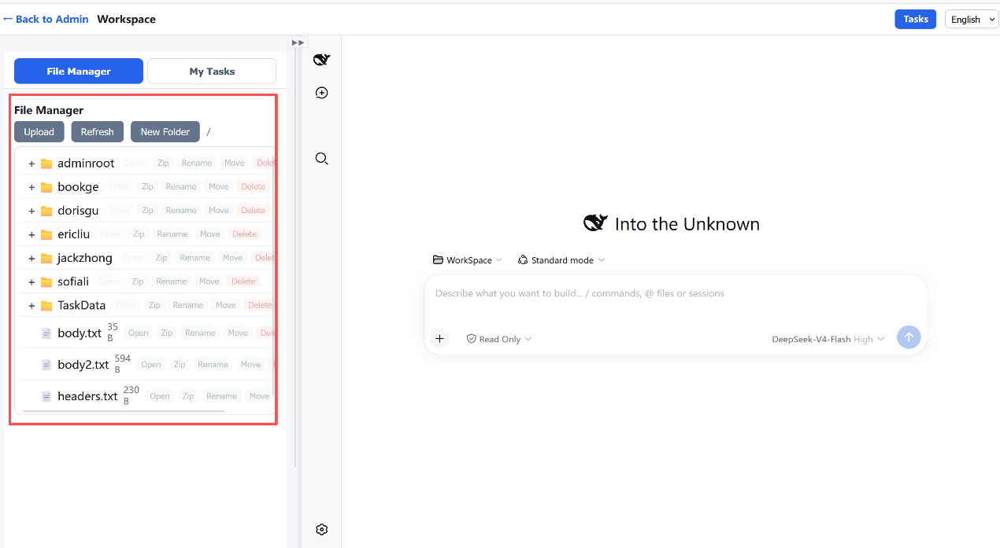 ← Back to Admin Workspace
Tasks
English
File Manager
My Tasks
File Manager
Upload Refresh New Folder /
+ adminroot Open Zip Rename Move
+ bookge Open Zip Rename Move Delete
+ dorisgu Open Zip Rename Move Delete
+ ericliu Open Zip Rename Move Delete
+ jackzhong Open Zip Rename Move
+ sofiali Open Zip Rename Move Delete
+ TaskData Open Zip Rename Move Delete
body.txt 35 B Open Zip Rename Move
body2.txt 594 B Open Zip Rename Move
headers.txt 230 B Open Zip Rename Move
Into the Unknown
WorkSpace Standard mode
Describe what you want to build... / commands, @ files or sessions
+ Read Only DeepSeek-V4-Flash High